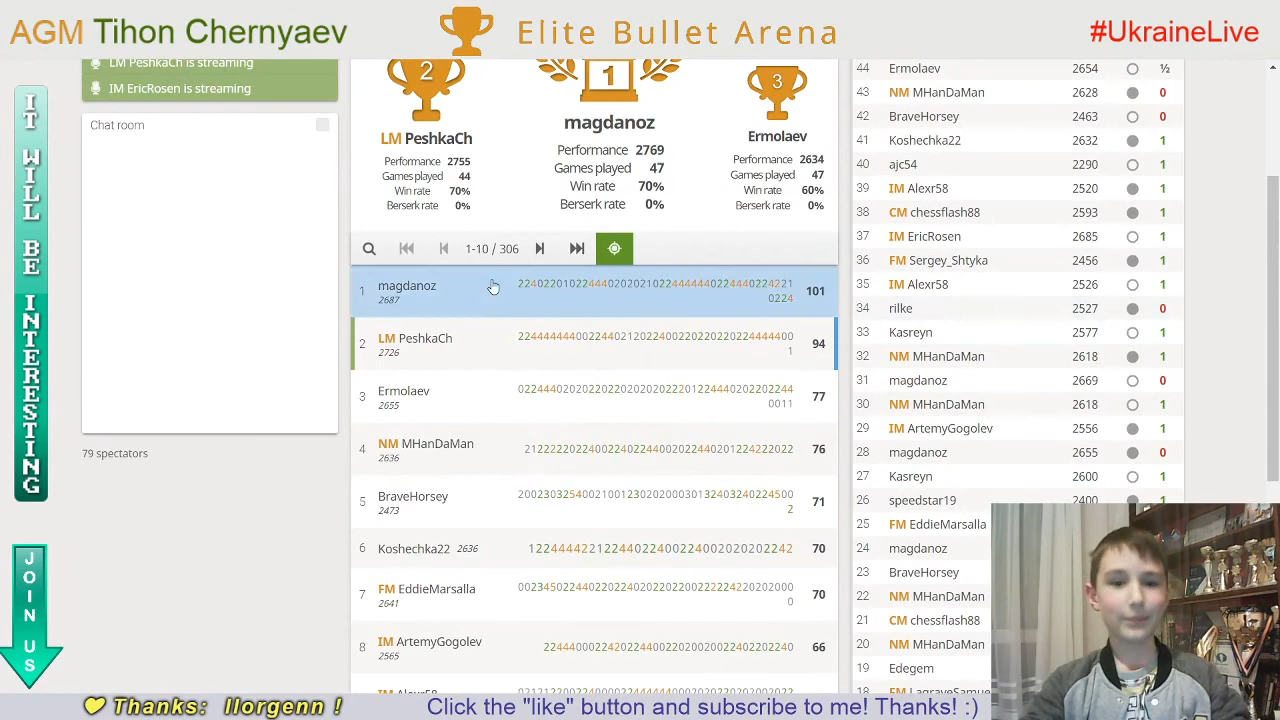 AGM Tihon Chernyaev
Elite Bullet Arena
#UkraineLive
IT WILL BE INTERESTING
JOIN US
LM PeshkaCh is streaming
IM EricRosen is streaming
Chat room
79 spectators
2
LM PeshkaCh
Performance 2755
Games played 44
Win rate 70%
Berserk rate 0%
1
magdanoz
Performance 2769
Games played 47
Win rate 70%
Berserk rate 0%
3
Ermolaev
Performance 2634
Games played 47
Win rate 60%
Berserk rate 0%
1-10 / 306
1 magdanoz 2687 101
2 LM PeshkaCh 2726 94
3 Ermolaev 2655 77
4 NM MHanDaMan 2636 76
5 BraveHorsey 2473 71
6 Koshechka22 2636 70
7 FM EddieMarsalla 2641 70
8 IM ArtemyGogolev 2565 66
44 Ermolaev 2654 ½
43 NM MHanDaMan 2628 0
42 BraveHorsey 2463 0
41 Koshechka22 2632 1
40 ajc54 2290 1
39 IM Alexr58 2520 1
38 CM chessflash88 2593 1
37 IM EricRosen 2685 1
36 FM Sergey_Shtyka 2456 1
35 IM Alexr58 2526 1
34 rilke 2527 0
33 Kasreyn 2577 1
32 NM MHanDaMan 2618 1
31 magdanoz 2669 0
30 NM MHanDaMan 2618 1
29 IM ArtemyGogolev 2556 1
28 magdanoz 2655 0
27 Kasreyn 2600 1
26 speedstar19 2400 1
25 FM EddieMarsalla
24 magdanoz
23 BraveHorsey
22 NM MHanDaMan
21 CM chessflash88
20 NM MHanDaMan
19 Edegem
18 FM LagraveSamue
Thanks: llorgenn !
Click the "like" button and subscribe to me! Thanks! :)